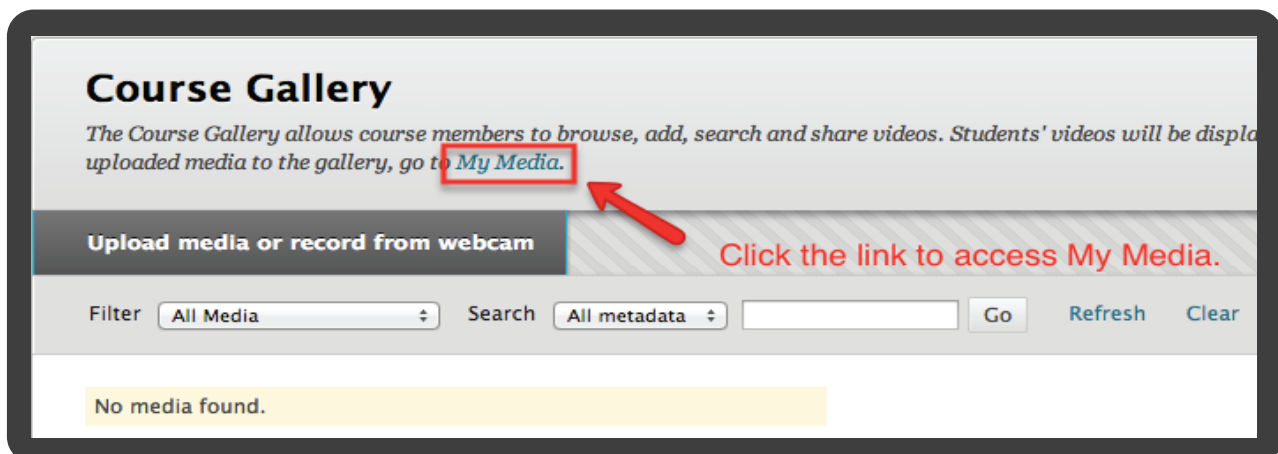 Course Gallery
The Course Gallery allows course members to browse, add, search and share videos. Students' videos will be displa
uploaded media to the gallery, go to My Media.
Upload media or record from webcam
Click the link to access My Media.
Filter All Media Search All metadata Go Refresh Clear
No media found.